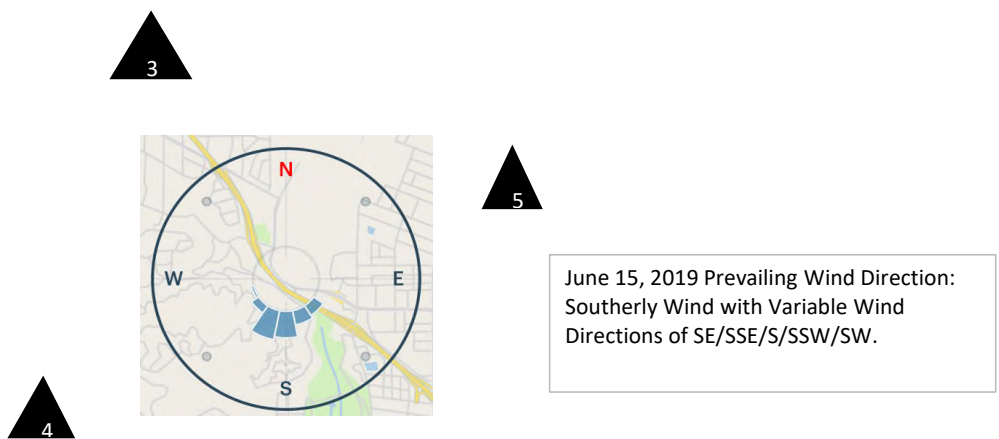 3
N
5
W
E
June 15, 2019 Prevailing Wind Direction:
Southerly Wind with Variable Wind
Directions of SE/SSE/S/SSW/SW.
S
4